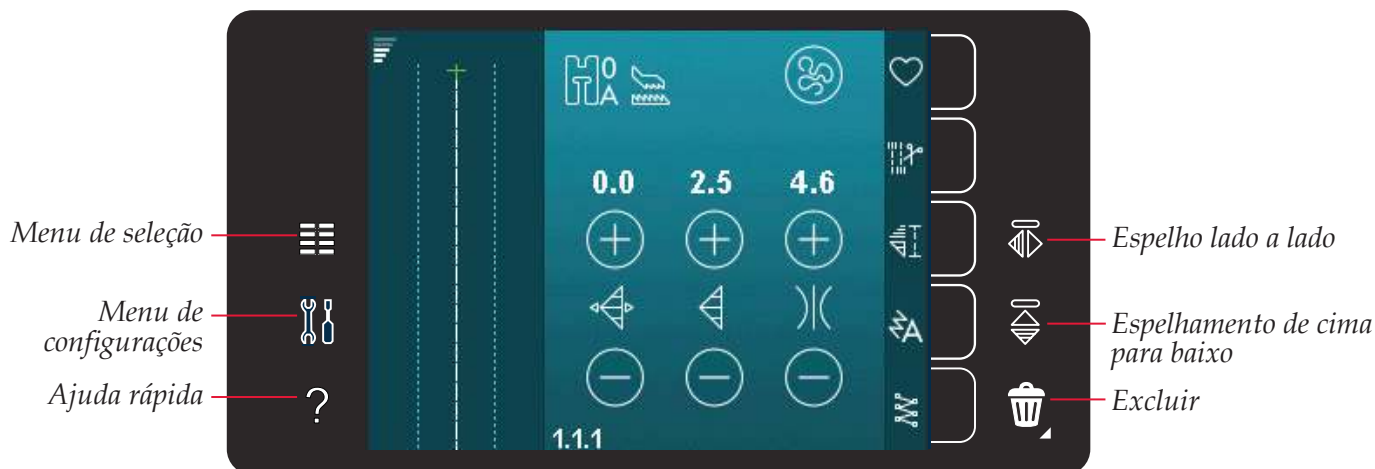 0
A
0.0 2.5 4.6
A
1.1.1
Menu de seleção
Menu de
configurações
Ajuda rápida
?
Espelho lado a lado
Espelhamento de cima
para baixo
Excluir